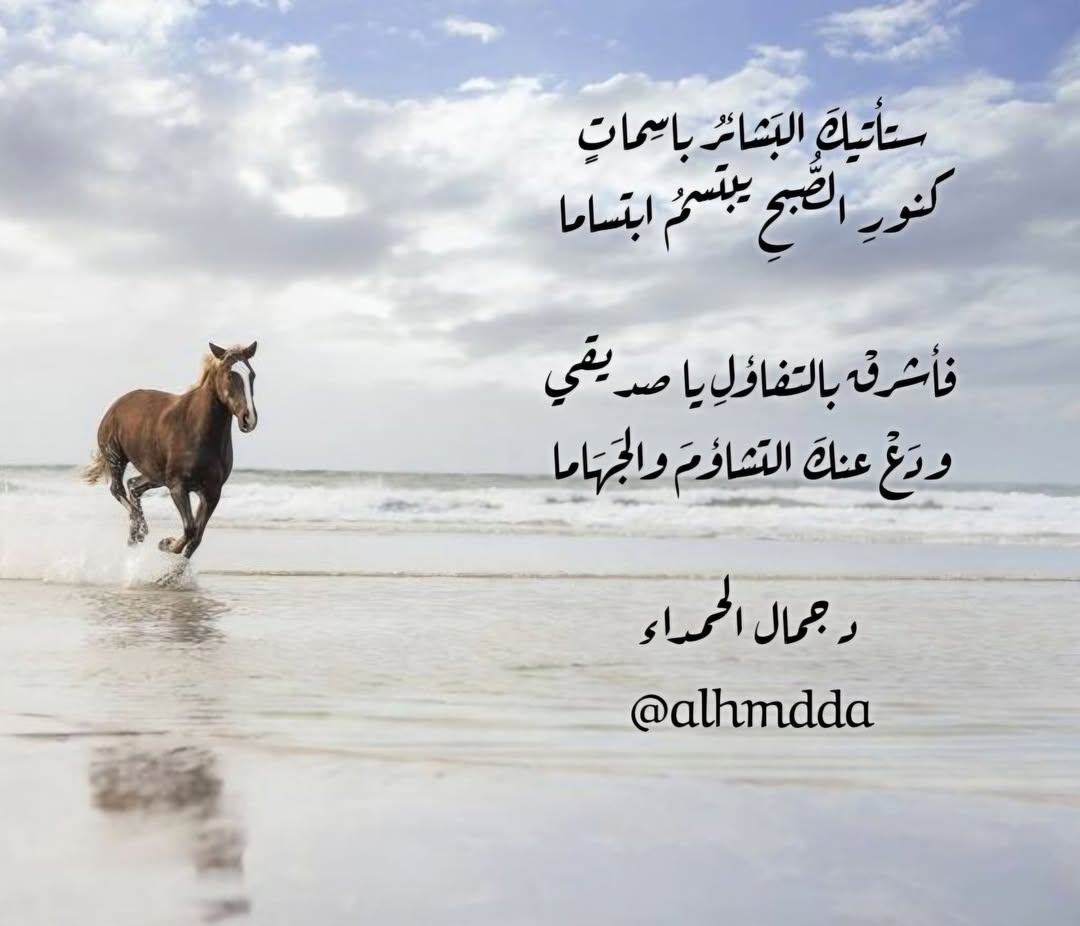 ستأتيكَ البَشائرُ باسِماتٍ
كنورِ الصُّبحِ يبتسمُ ابتساما
فأشرقْ بالتفاؤلِ يا صديقي
ودَعْ عنكَ التشاؤمَ والجَهَاما
د جمال الحمداء
@alhmdda